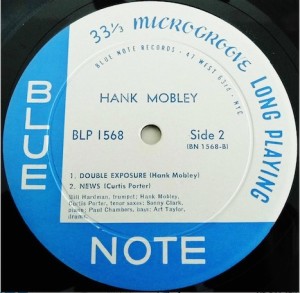 33⅓ MICROGROOVE LONG PLAYING
BLUE NOTE RECORDS • 47 WEST 63rd • NYC
BLUE
HANK MOBLEY
BLP 1568 Side 2
(BN 1568-B)
1. DOUBLE EXPOSURE (Hank Mobley)
2. NEWS (Curtis Porter)
Bill Hardman, trumpet; Hank Mobley,
Curtis Porter, tenor saxes; Sonny Clark,
piano; Paul Chambers, bass; Art Taylor,
drums.
NOTE